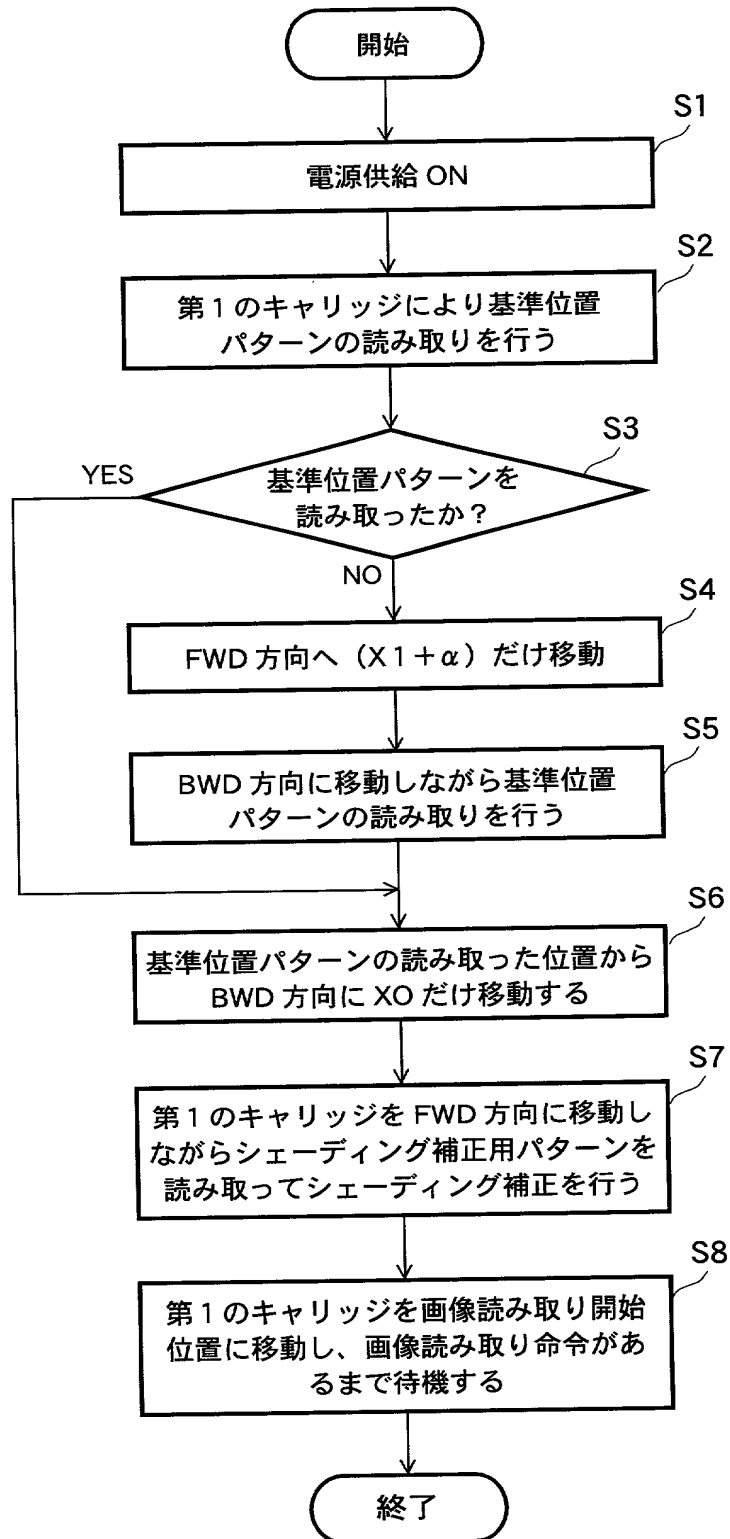 開始
S1
電源供給 ON
S2
第1のキャリッジにより基準位置
パターンの読み取りを行う
S3
YES
基準位置パターンを
読み取ったか？
NO
S4
FWD 方向へ（X1＋α）だけ移動
S5
BWD 方向に移動しながら基準位置
パターンの読み取りを行う
S6
基準位置パターンの読み取った位置から
BWD 方向に XO だけ移動する
S7
第1のキャリッジを FWD 方向に移動し
ながらシェーディング補正用パターンを
読み取ってシェーディング補正を行う
S8
第1のキャリッジを画像読み取り開始
位置に移動し、画像読み取り命令があ
るまで待機する
終了